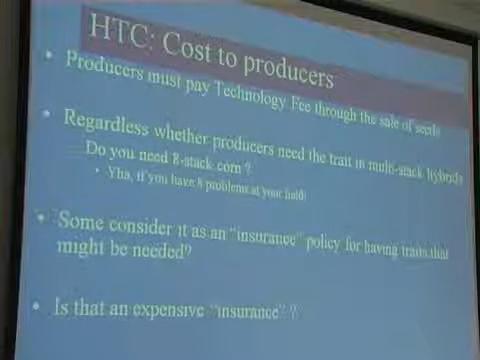 HTC: Cost to producers
• Producers must pay Technology Fee through the sale of seeds
• Regardless whether producers need the trait in multi-stack hybrids
Do you need 8-stack corn ?
• Yha, if you have 8 problems at your field!
• Some consider it as an "insurance" policy for having traits that
might be needed?
• Is that an expensive "insurance" ?